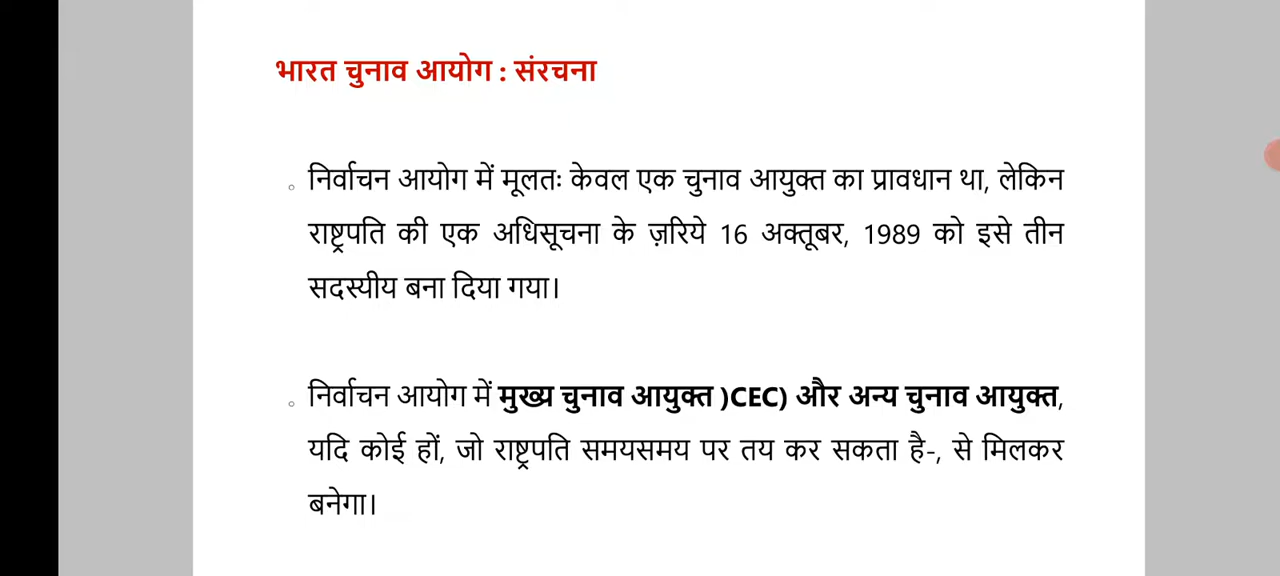 भारत चुनाव आयोग : संरचना
◦ निर्वाचन आयोग में मूलतः केवल एक चुनाव आयुक्त का प्रावधान था, लेकिन
राष्ट्रपति की एक अधिसूचना के ज़रिये 16 अक्तूबर, 1989 को इसे तीन
सदस्यीय बना दिया गया।
◦ निर्वाचन आयोग में मुख्य चुनाव आयुक्त )CEC) और अन्य चुनाव आयुक्त,
यदि कोई हों, जो राष्ट्रपति समयसमय पर तय कर सकता है-, से मिलकर
बनेगा।